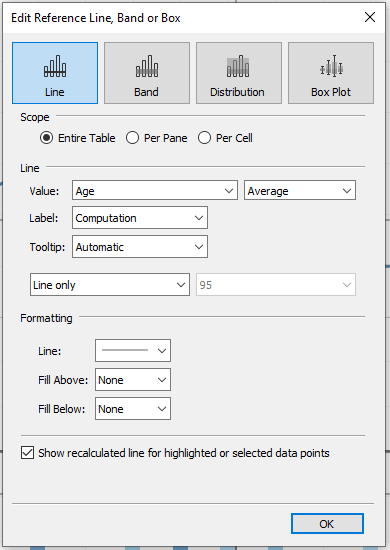 Edit Reference Line, Band or Box
Line Band Distribution Box Plot
Scope
Entire Table Per Pane Per Cell
Line
Value: Age Average
Label: Computation
Tooltip: Automatic
Line only 95
Formatting
Line:
Fill Above: None
Fill Below: None
Show recalculated line for highlighted or selected data points
OK